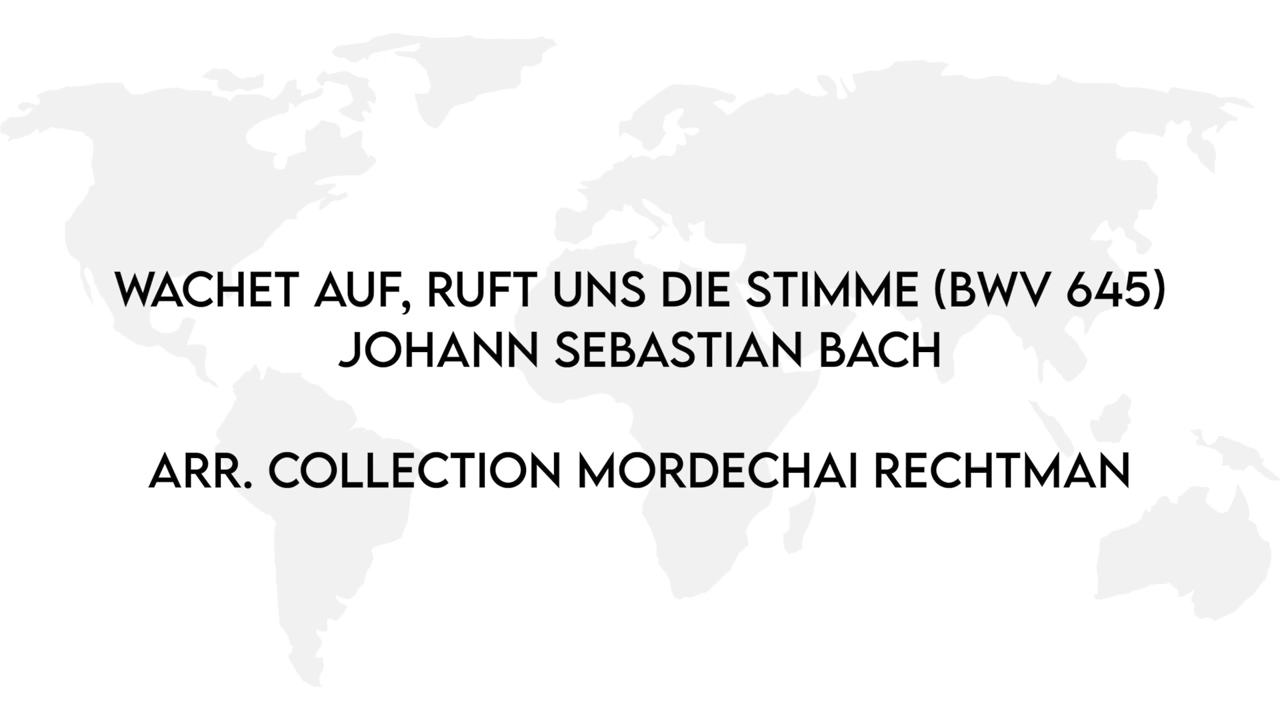 WACHET AUF, RUFT UNS DIE STIMME (BWV 645)
JOHANN SEBASTIAN BACH
ARR. COLLECTION MORDECHAI RECHTMAN